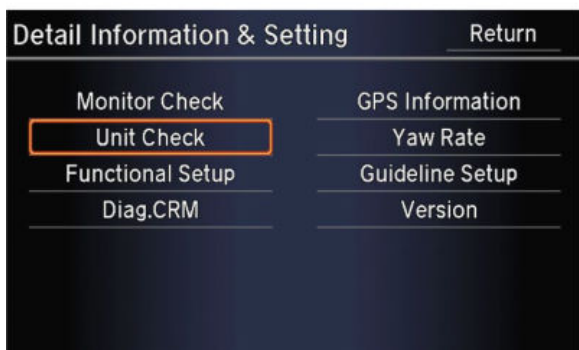 Detail Information & Setting Return
Monitor Check GPS Information
Unit Check Yaw Rate
Functional Setup Guideline Setup
Diag.CRM Version